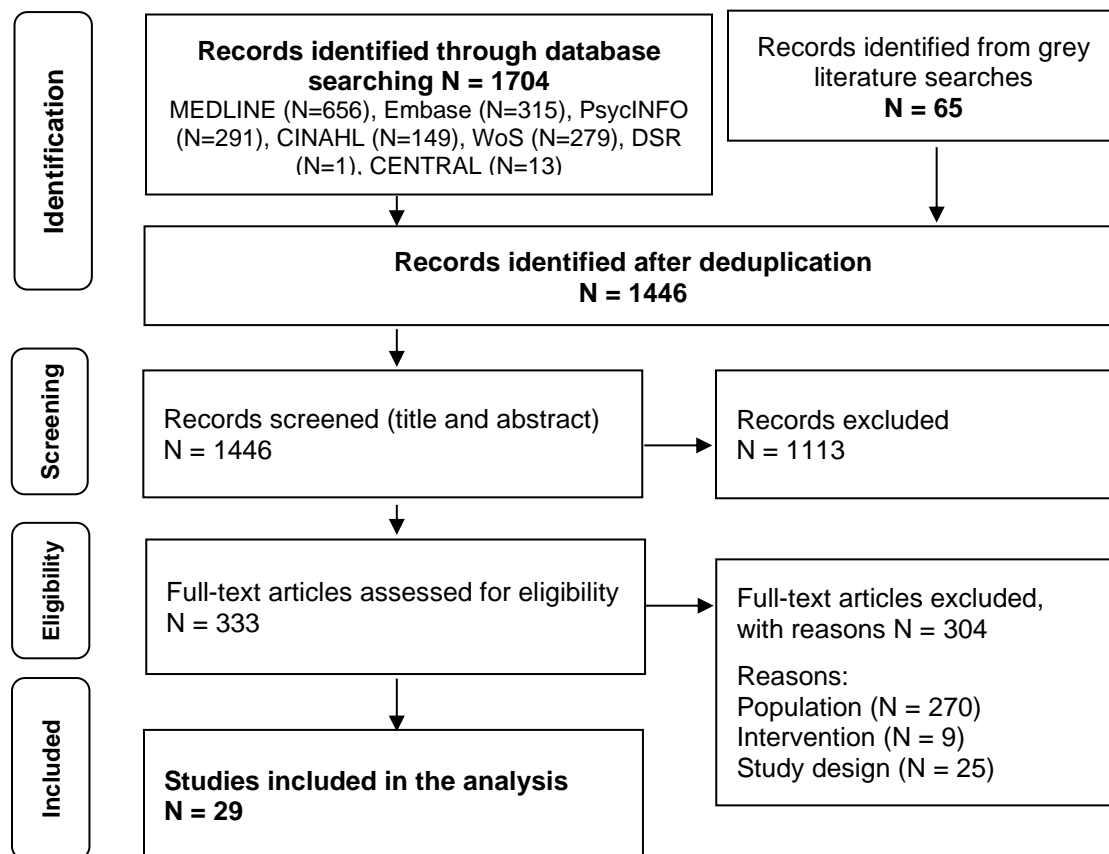 Identification
Records identified through database
searching N = 1704
MEDLINE (N=656), Embase (N=315), PsycINFO
(N=291), CINAHL (N=149), WoS (N=279), DSR
(N=1), CENTRAL (N=13)
Records identified from grey
literature searches
N = 65
Records identified after deduplication
N = 1446
Screening
Records screened (title and abstract)
N = 1446
Records excluded
N = 1113
Eligibility
Full-text articles assessed for eligibility
N = 333
Full-text articles excluded,
with reasons N = 304
Reasons:
Population (N = 270)
Intervention (N = 9)
Study design (N = 25)
Included
Studies included in the analysis
N = 29